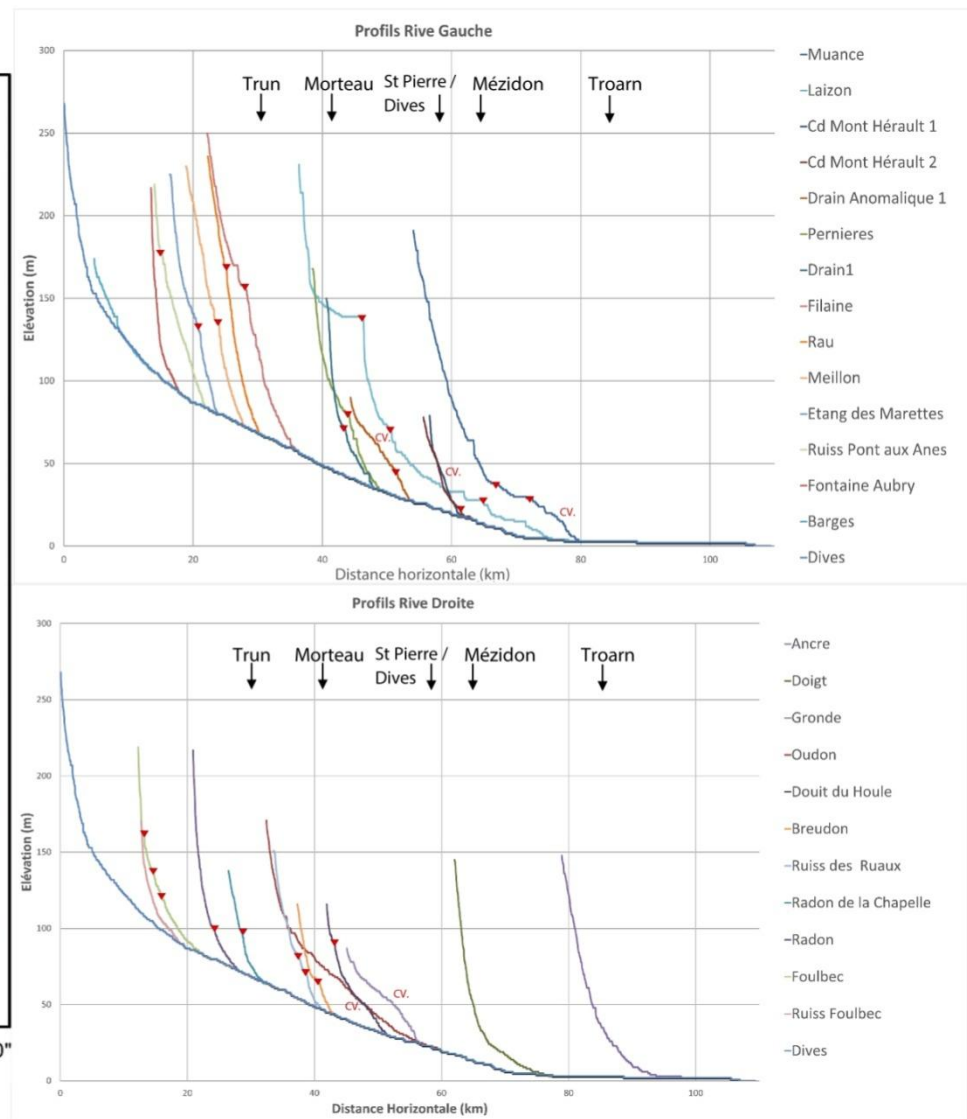 Profils Rive Gauche
300
250
200
150
100
50
0
Elévation (m)
Trun
Morteau
St Pierre /
Dives
Mézidon
Troarn
CV.
CV.
CV.
0
20
40
60
80
100
Distance horizontale (km)
Muance
Laizon
Cd Mont Hérault 1
Cd Mont Hérault 2
Drain Anomalique 1
Pernieres
Drain1
Filaine
Rau
Meillon
Etang des Marettes
Ruiss Pont aux Anes
Fontaine Aubry
Barges
Dives
Profils Rive Droite
300
250
200
150
100
50
0
Elévation (m)
Trun
Morteau
St Pierre /
Dives
Mézidon
Troarn
CV.
CV.
0
20
40
60
80
100
Distance Horizontale (km)
Ancre
Doigt
Gronde
Oudon
Douit du Houle
Breudon
Ruiss des Ruaux
Radon de la Chapelle
Radon
Foulbec
Ruiss Foulbec
Dives